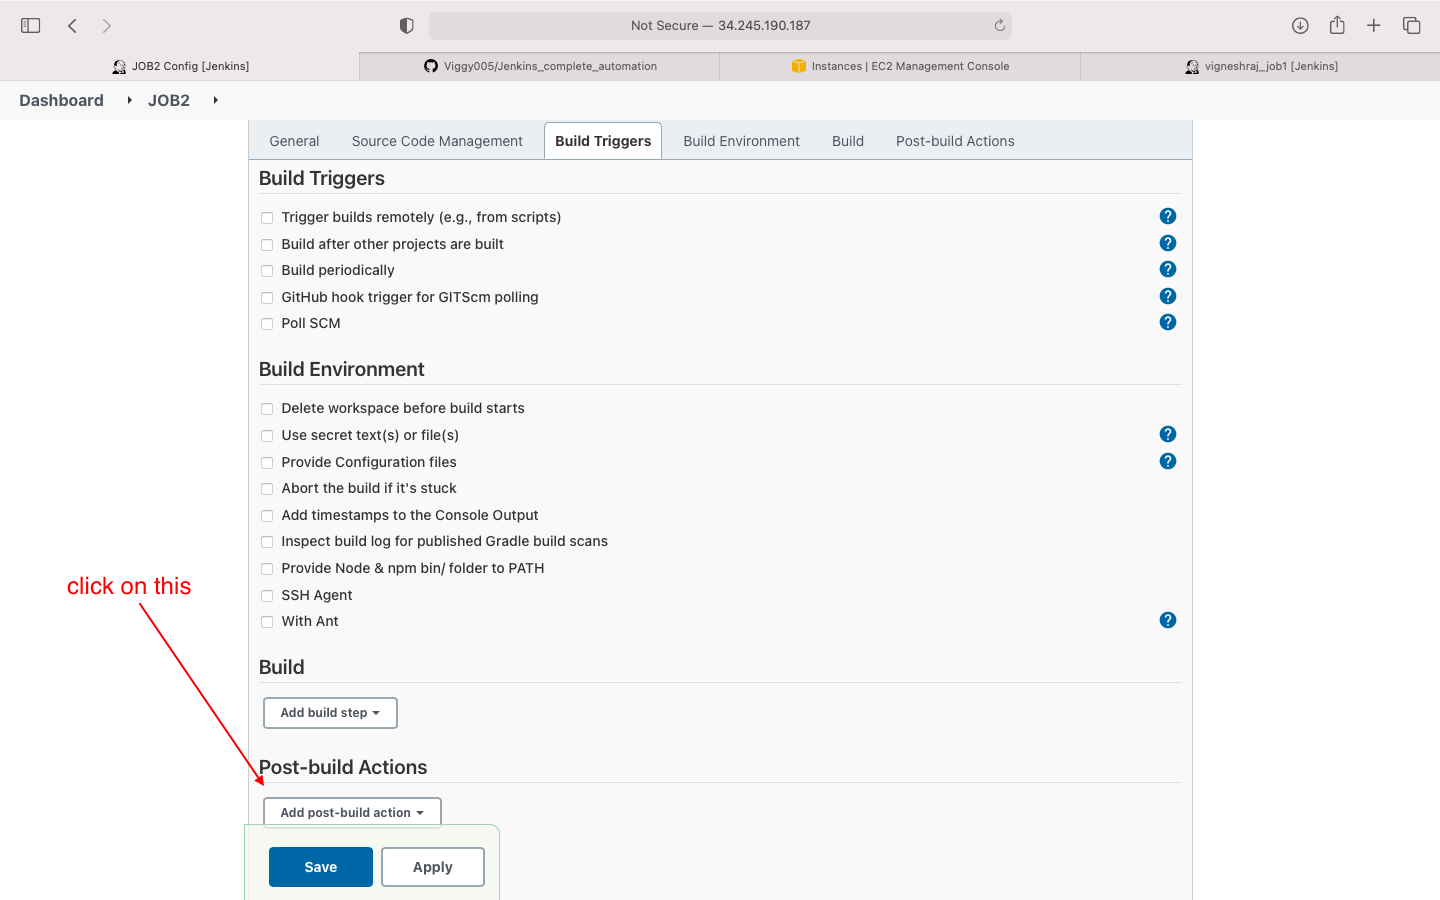 Not Secure — 34.245.190.187
JOB2 Config [Jenkins]
Viggy005/Jenkins_complete_automation
Instances | EC2 Management Console
vigneshraj_job1 [Jenkins]
Dashboard
JOB2
General
Source Code Management
Build Triggers
Build Environment
Build
Post-build Actions
Build Triggers
Trigger builds remotely (e.g., from scripts)
?
Build after other projects are built
?
Build periodically
?
GitHub hook trigger for GITScm polling
?
Poll SCM
?
Build Environment
Delete workspace before build starts
Use secret text(s) or file(s)
?
Provide Configuration files
?
Abort the build if it's stuck
Add timestamps to the Console Output
Inspect build log for published Gradle build scans
Provide Node & npm bin/ folder to PATH
click on this
SSH Agent
With Ant
?
Build
Add build step
Post-build Actions
Add post-build action
Save
Apply